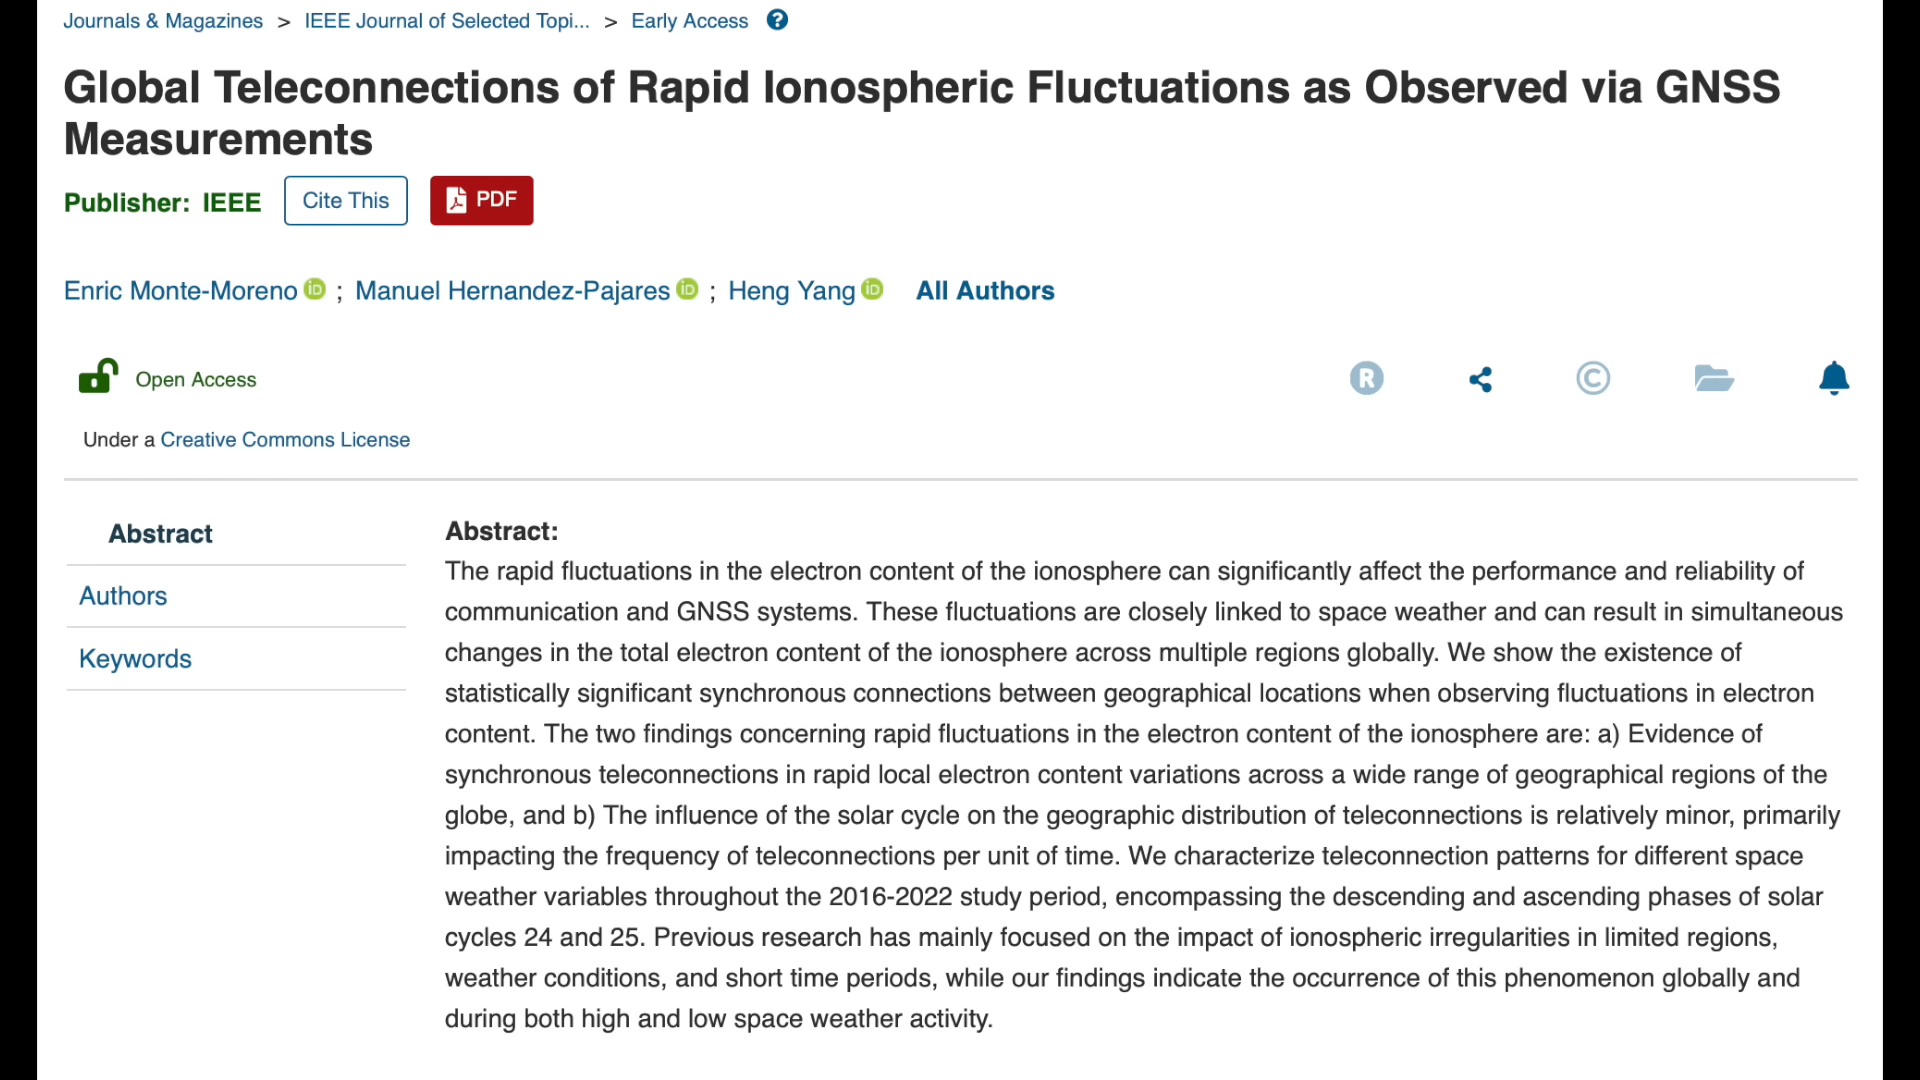 Journals & Magazines > IEEE Journal of Selected Topi... > Early Access ?
Global Teleconnections of Rapid Ionospheric Fluctuations as Observed via GNSS
Measurements
Publisher: IEEE Cite This PDF
Enric Monte-Moreno iD ; Manuel Hernandez-Pajares iD ; Heng Yang iD All Authors
Open Access R ©
Under a Creative Commons License
Abstract
Authors
Keywords
Abstract:
The rapid fluctuations in the electron content of the ionosphere can significantly affect the performance and reliability of
communication and GNSS systems. These fluctuations are closely linked to space weather and can result in simultaneous
changes in the total electron content of the ionosphere across multiple regions globally. We show the existence of
statistically significant synchronous connections between geographical locations when observing fluctuations in electron
content. The two findings concerning rapid fluctuations in the electron content of the ionosphere are: a) Evidence of
synchronous teleconnections in rapid local electron content variations across a wide range of geographical regions of the
globe, and b) The influence of the solar cycle on the geographic distribution of teleconnections is relatively minor, primarily
impacting the frequency of teleconnections per unit of time. We characterize teleconnection patterns for different space
weather variables throughout the 2016-2022 study period, encompassing the descending and ascending phases of solar
cycles 24 and 25. Previous research has mainly focused on the impact of ionospheric irregularities in limited regions,
weather conditions, and short time periods, while our findings indicate the occurrence of this phenomenon globally and
during both high and low space weather activity.